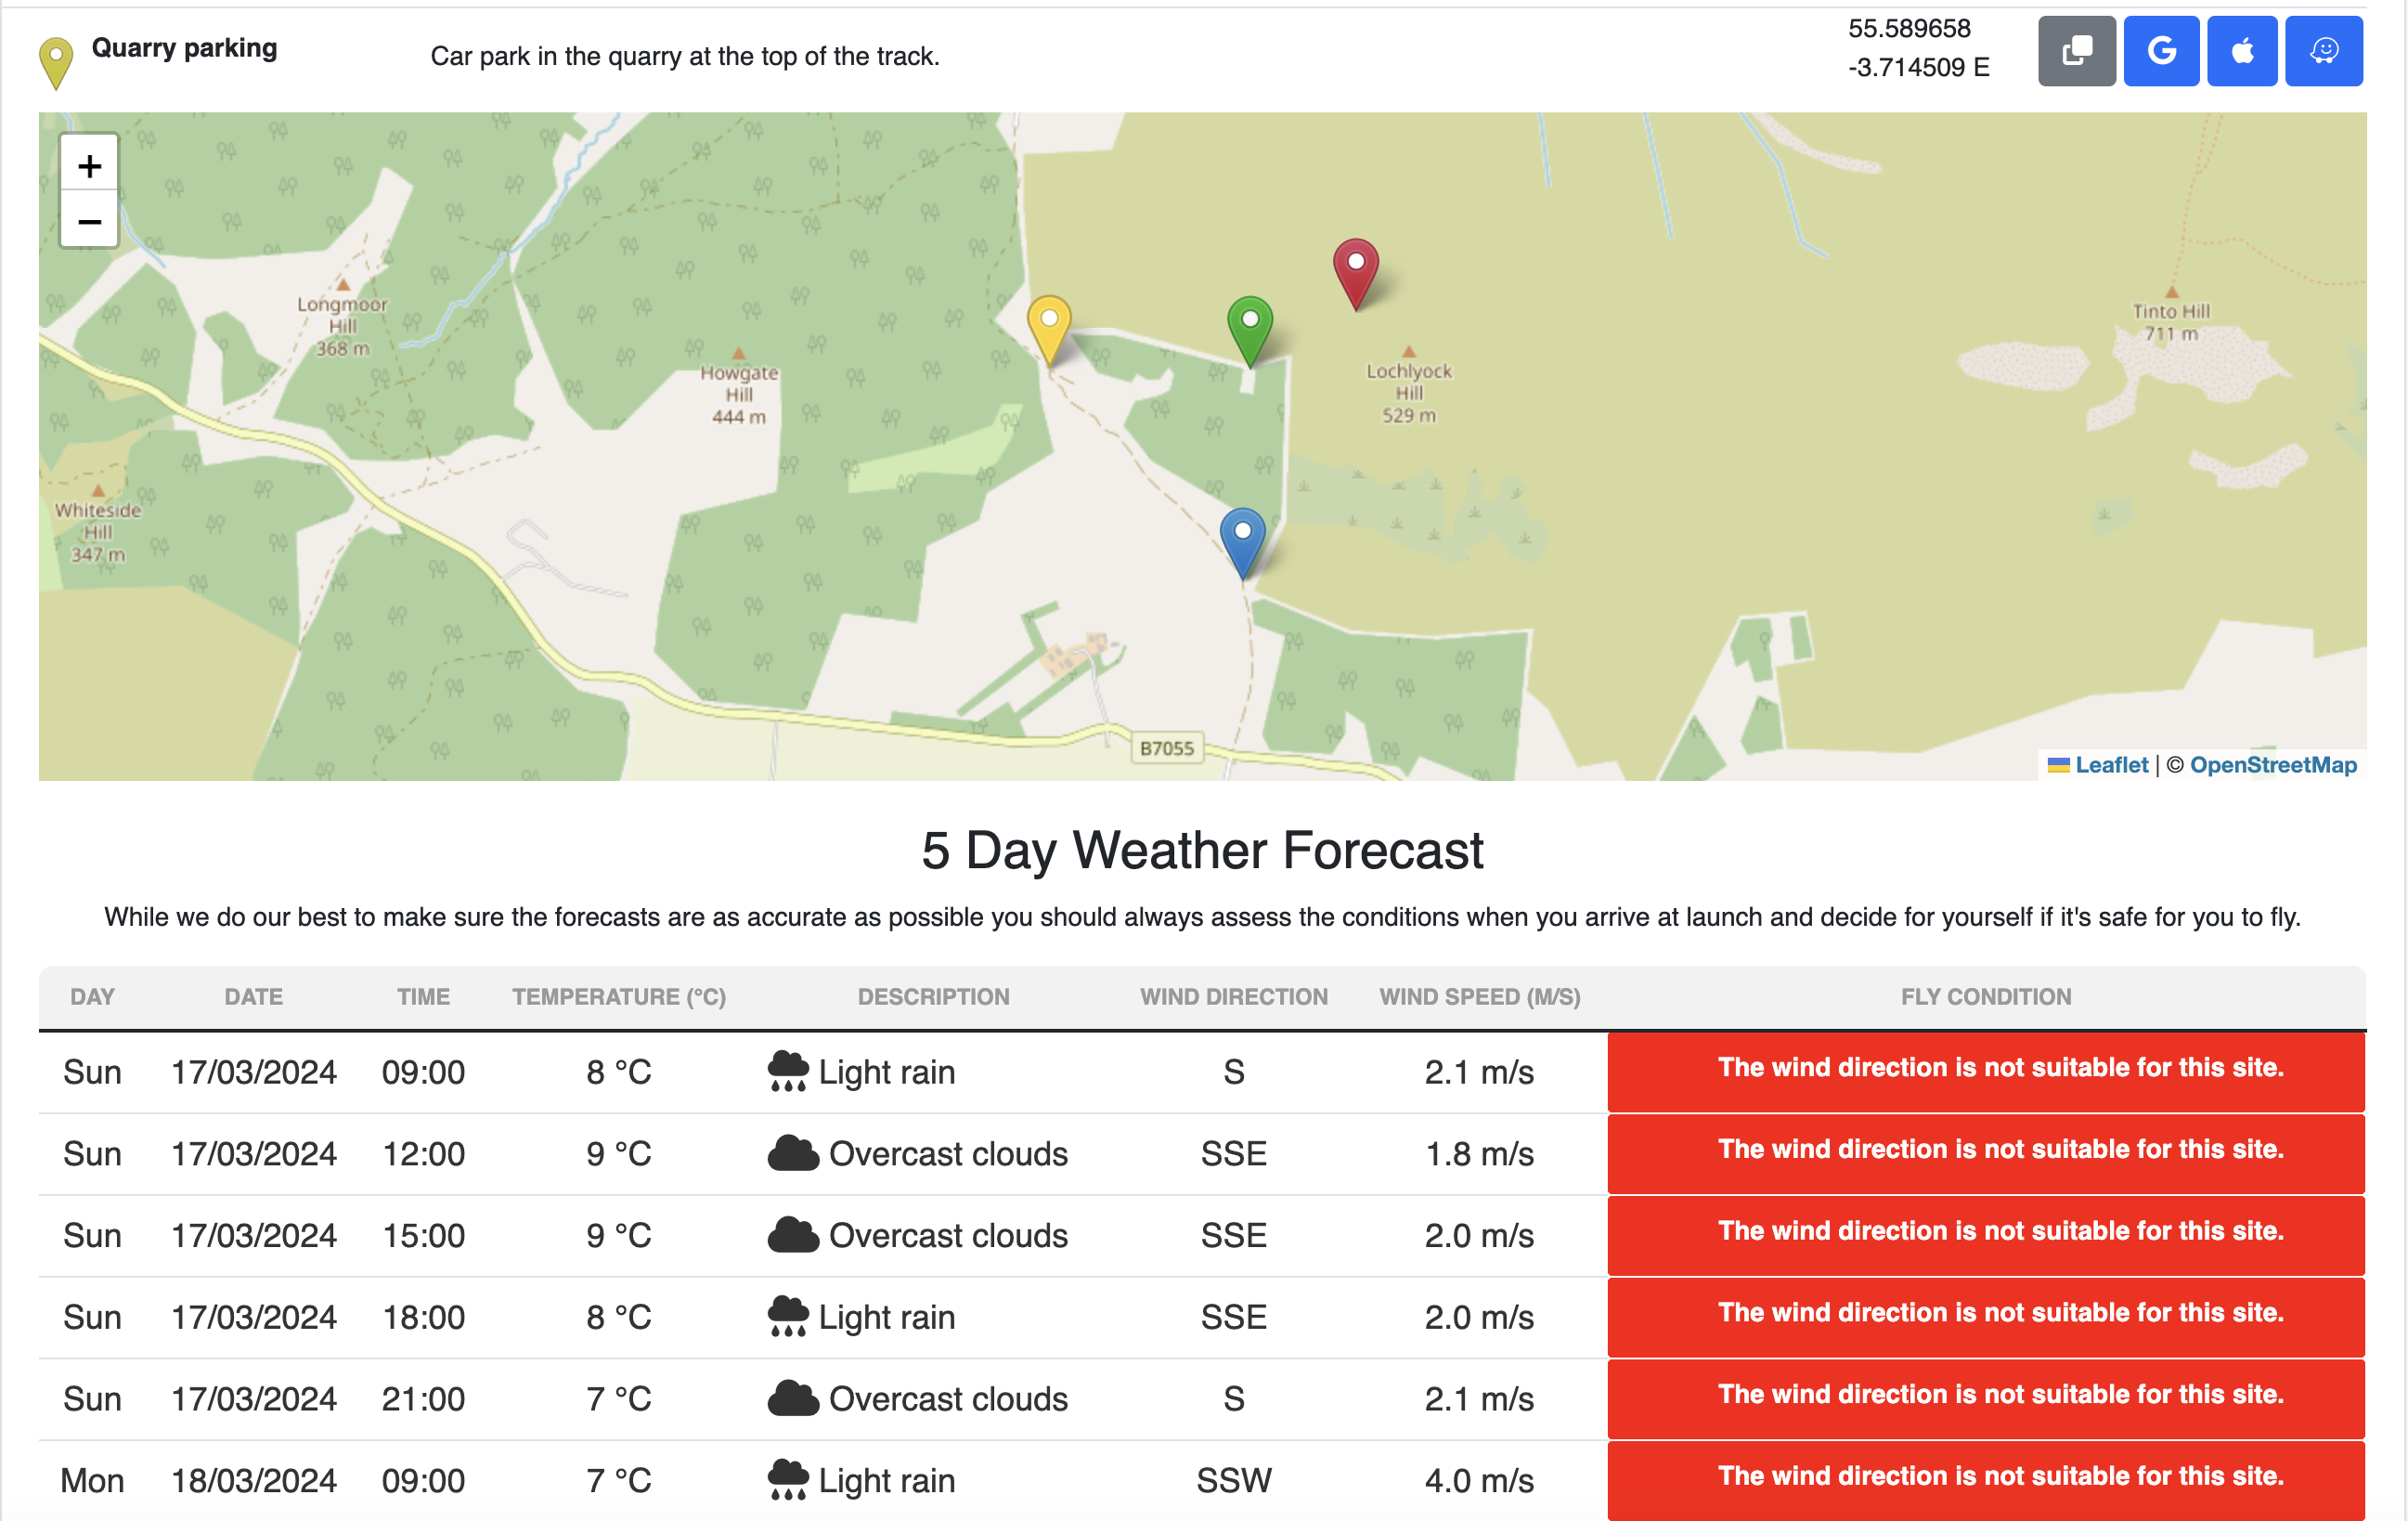 Quarry parking
Car park in the quarry at the top of the track.
55.589658
-3.714509 E
G
+
−
Longmoor
Hill
368 m
Howgate
Hill
444 m
Whiteside
Hill
347 m
Lochlyock
Hill
529 m
Tinto Hill
711 m
B7055
Leaflet | © OpenStreetMap
5 Day Weather Forecast
While we do our best to make sure the forecasts are as accurate as possible you should always assess the conditions when you arrive at launch and decide for yourself if it's safe for you to fly.
DAY DATE TIME TEMPERATURE (°C) DESCRIPTION WIND DIRECTION WIND SPEED (M/S) FLY CONDITION
Sun 17/03/2024 09:00 8 °C Light rain S 2.1 m/s The wind direction is not suitable for this site.
Sun 17/03/2024 12:00 9 °C Overcast clouds SSE 1.8 m/s The wind direction is not suitable for this site.
Sun 17/03/2024 15:00 9 °C Overcast clouds SSE 2.0 m/s The wind direction is not suitable for this site.
Sun 17/03/2024 18:00 8 °C Light rain SSE 2.0 m/s The wind direction is not suitable for this site.
Sun 17/03/2024 21:00 7 °C Overcast clouds S 2.1 m/s The wind direction is not suitable for this site.
Mon 18/03/2024 09:00 7 °C Light rain SSW 4.0 m/s The wind direction is not suitable for this site.